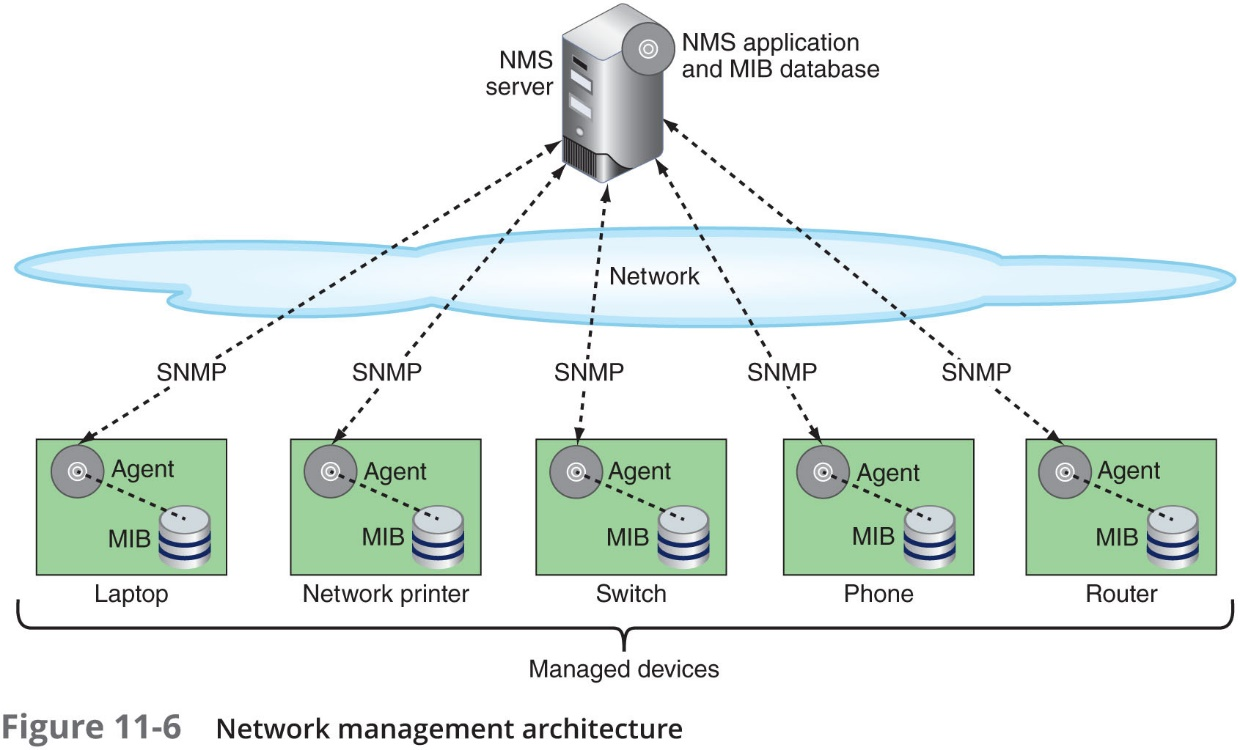 NMS
server
NMS application
and MIB database
Network
SNMP SNMP SNMP SNMP SNMP
Agent Agent Agent Agent Agent
MIB MIB MIB MIB MIB
Laptop Network printer Switch Phone Router
Managed devices
Figure 11-6 Network management architecture